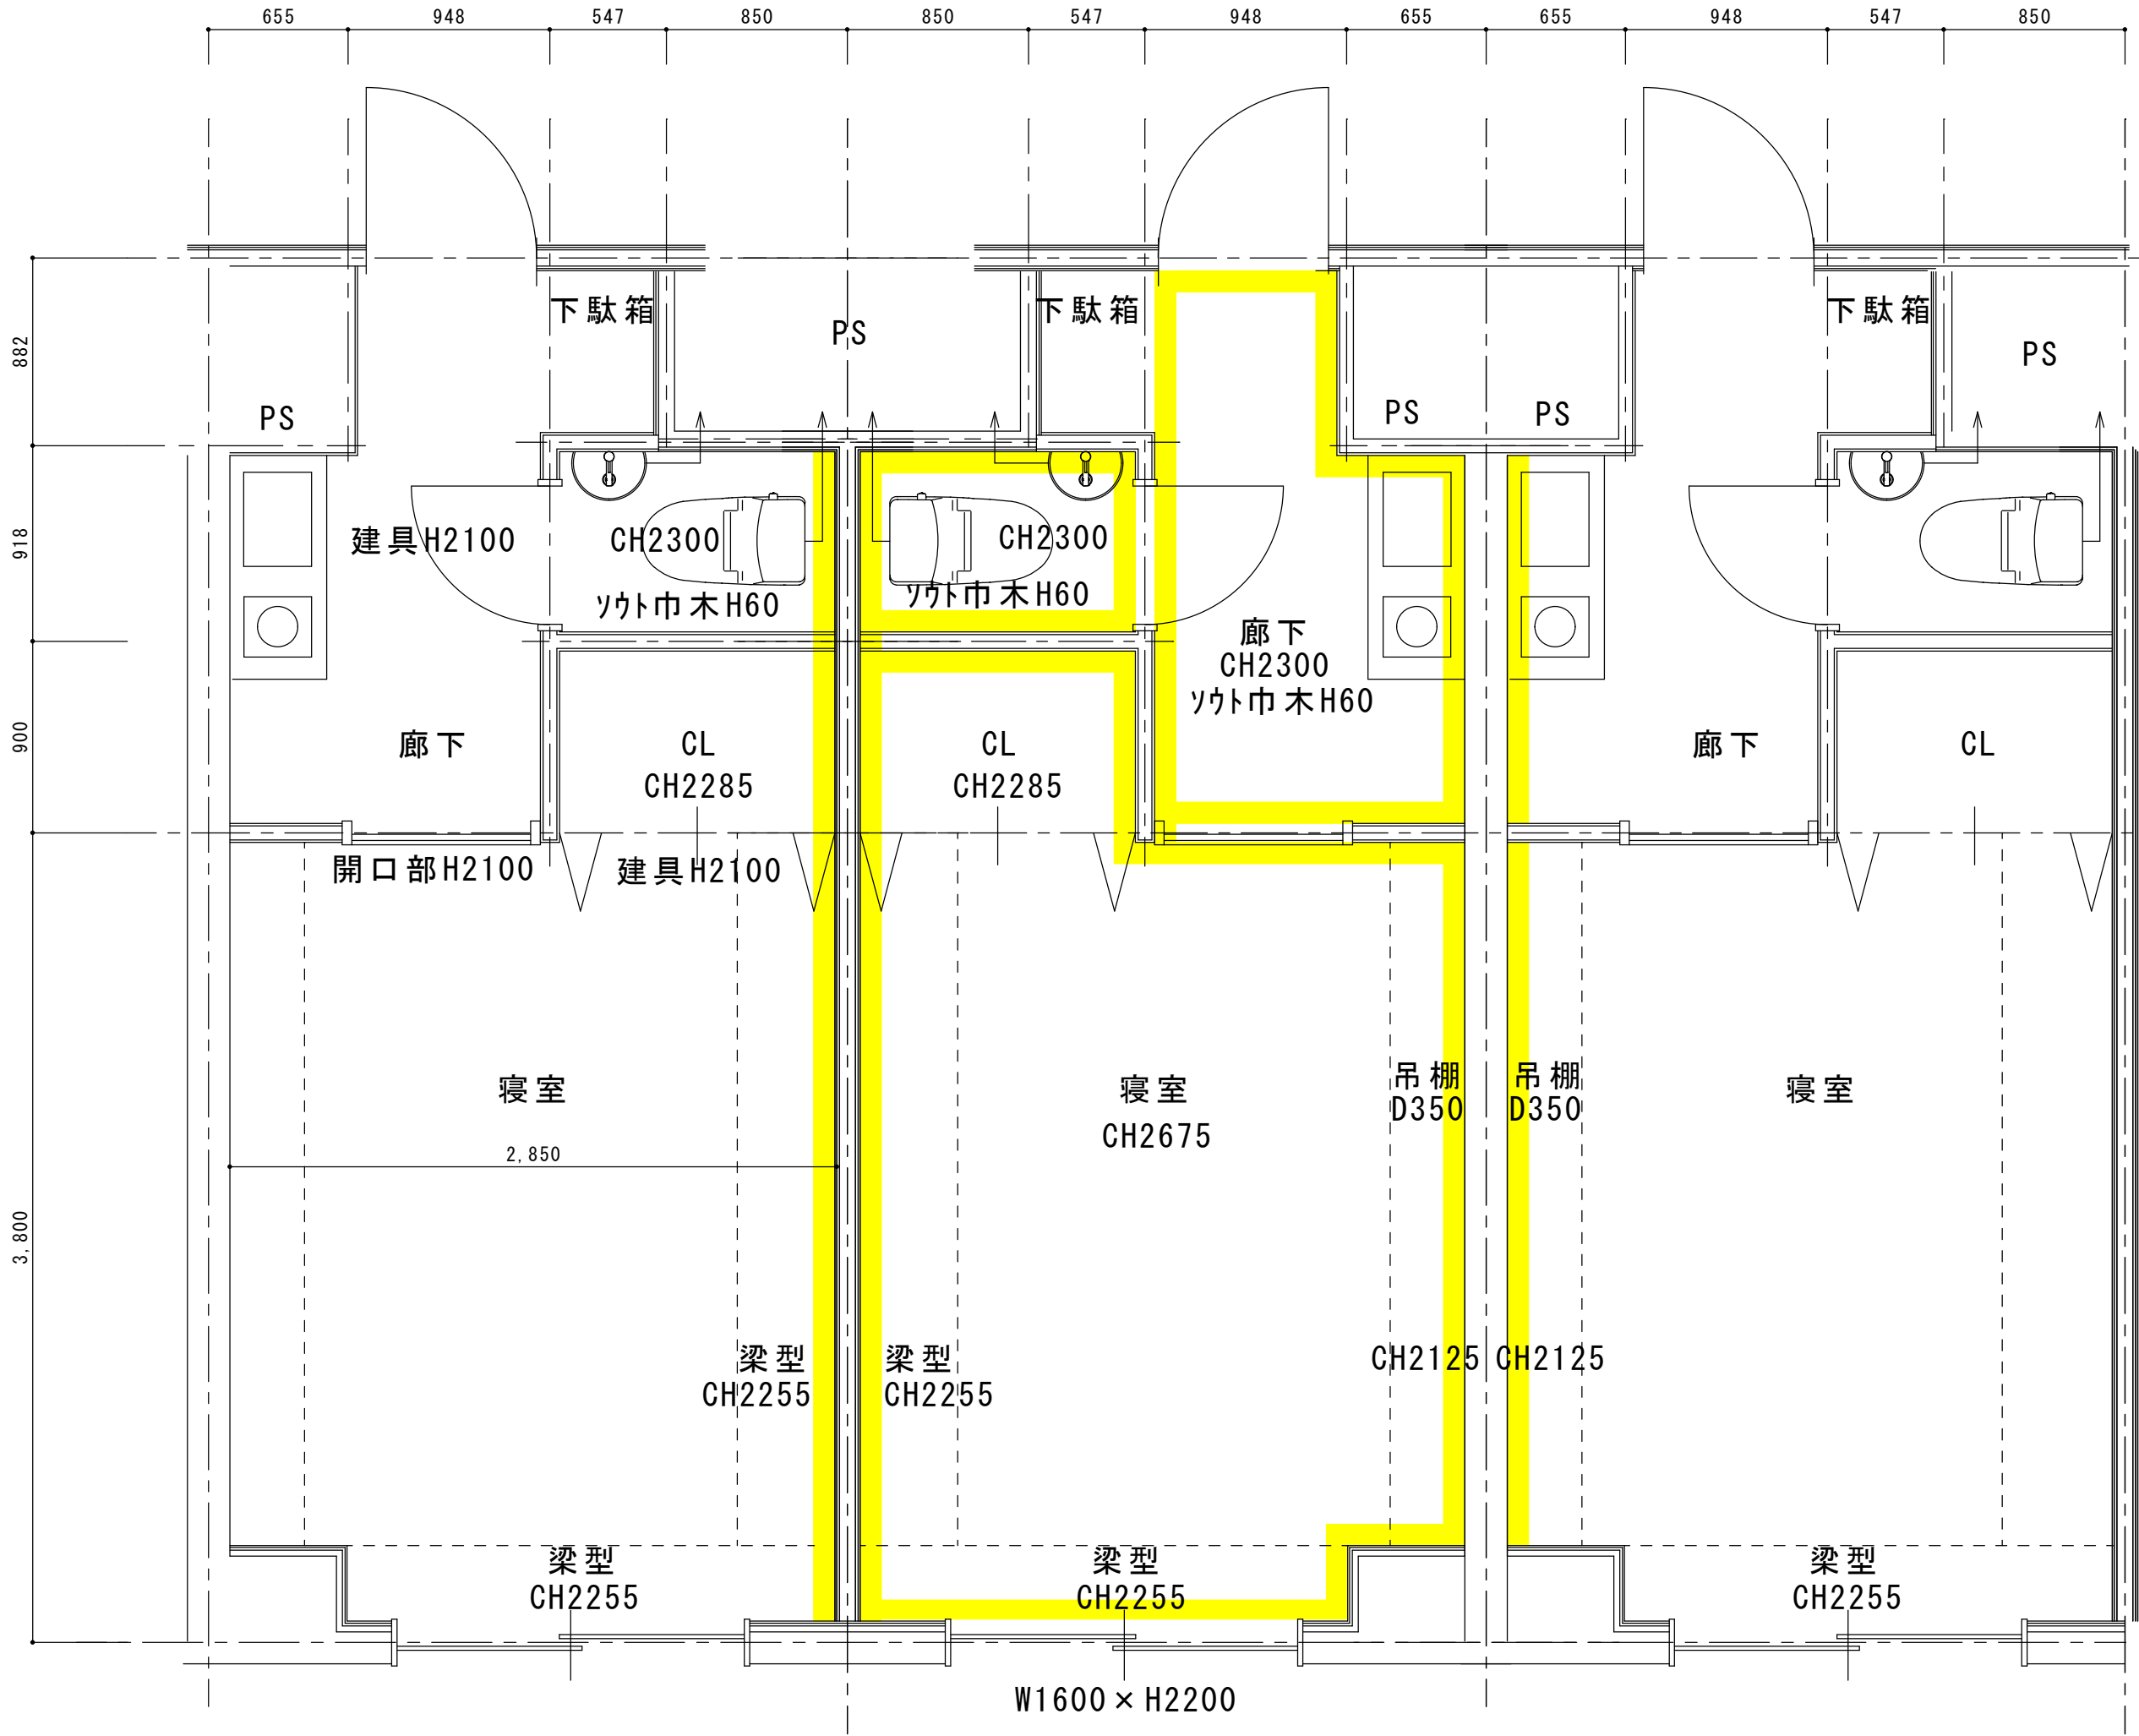 655 948 547 850 850 547 948 655 655 948 547 850
下駄箱 下駄箱 下駄箱
PS PS
882
PS PS PS
918
建具H2100 CH2300 CH2300
ソウト巾木H60 ソウト巾木H60
廊下
CH2300
ソウト巾木H60
900
廊下 CL CL 廊下 CL
CH2285 CH2285
開口部H2100 建具H2100
寝室 寝室 吊棚 吊棚 寝室
D350 D350
CH2675
2,850
3,800
梁型 梁型 CH2125 CH2125
CH2255 CH2255
梁型 梁型 梁型
CH2255 CH2255 CH2255
W1600×H2200